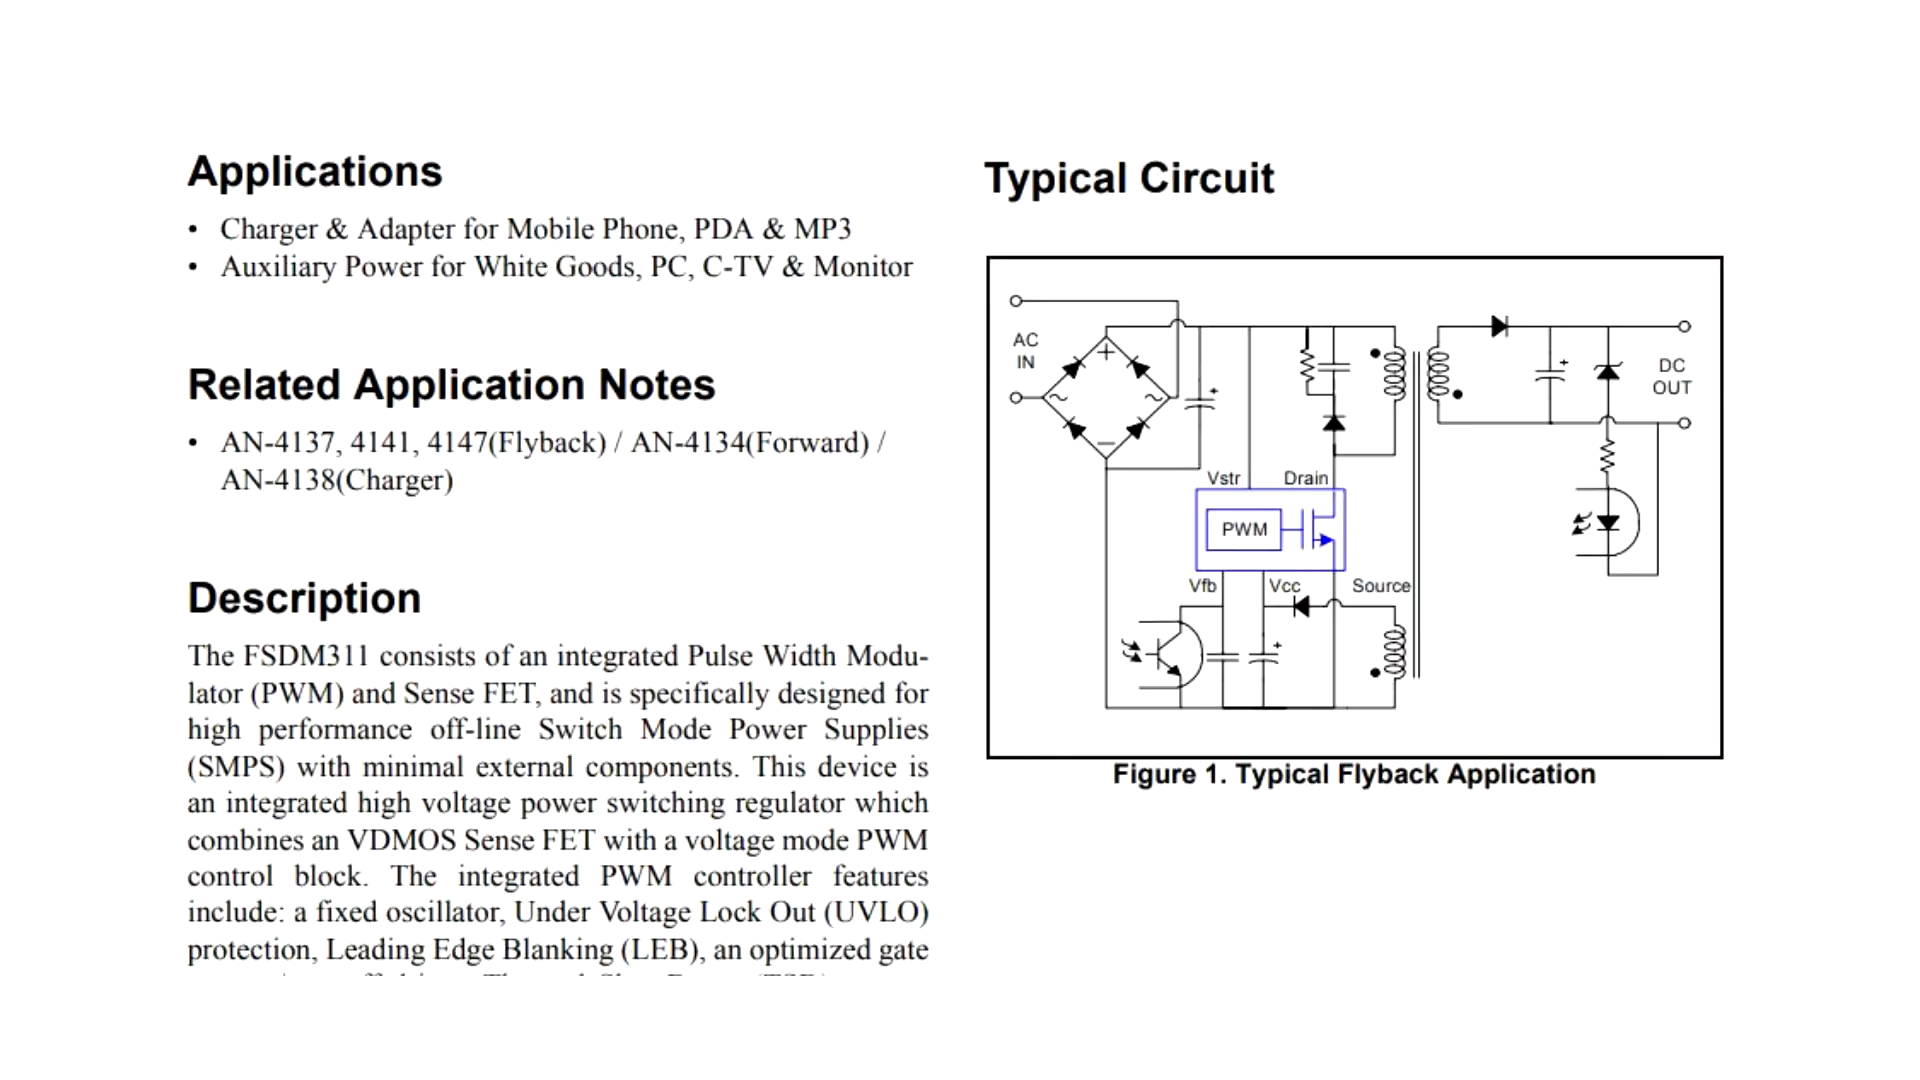 Applications
• Charger & Adapter for Mobile Phone, PDA & MP3
• Auxiliary Power for White Goods, PC, C-TV & Monitor
Related Application Notes
• AN-4137, 4141, 4147(Flyback) / AN-4134(Forward) /
AN-4138(Charger)
Description
The FSDM311 consists of an integrated Pulse Width Modu-
lator (PWM) and Sense FET, and is specifically designed for
high performance off-line Switch Mode Power Supplies
(SMPS) with minimal external components. This device is
an integrated high voltage power switching regulator which
combines an VDMOS Sense FET with a voltage mode PWM
control block. The integrated PWM controller features
include: a fixed oscillator, Under Voltage Lock Out (UVLO)
protection, Leading Edge Blanking (LEB), an optimized gate
Typical Circuit
AC
IN
DC
OUT
Vstr
Drain
PWM
Vfb
Vcc
Source
Figure 1. Typical Flyback Application